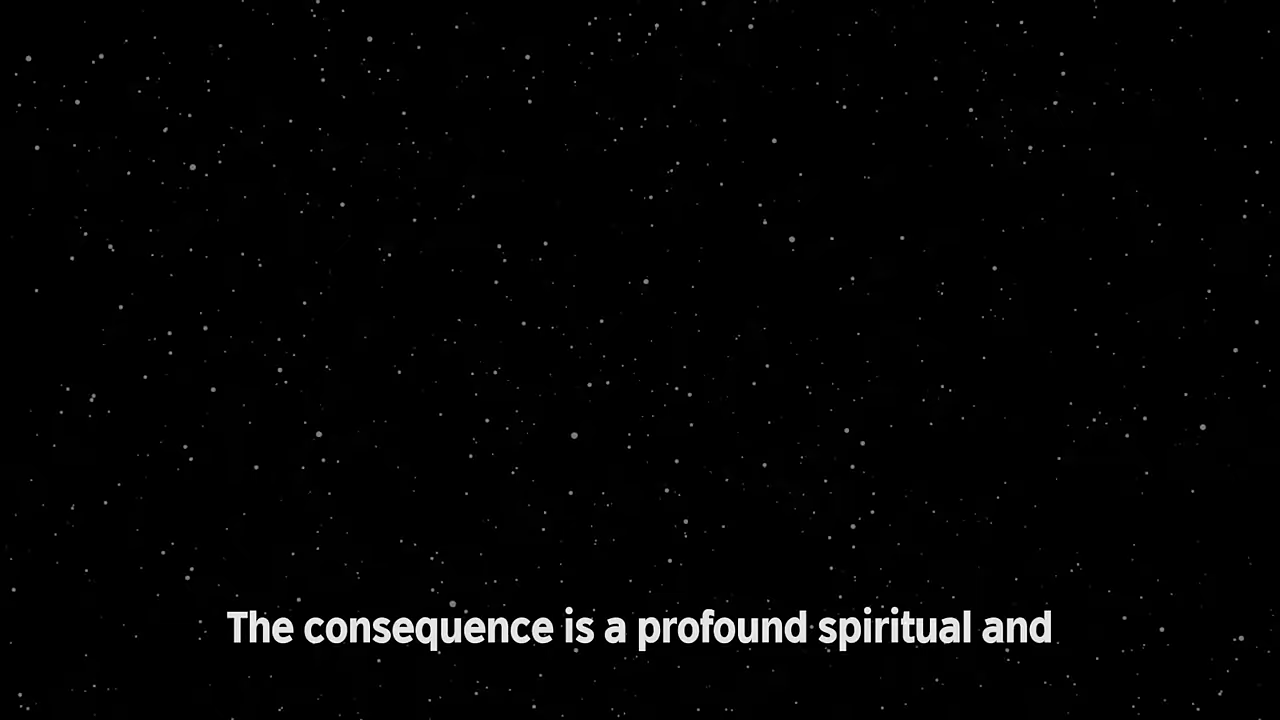 The consequence is a profound spiritual and